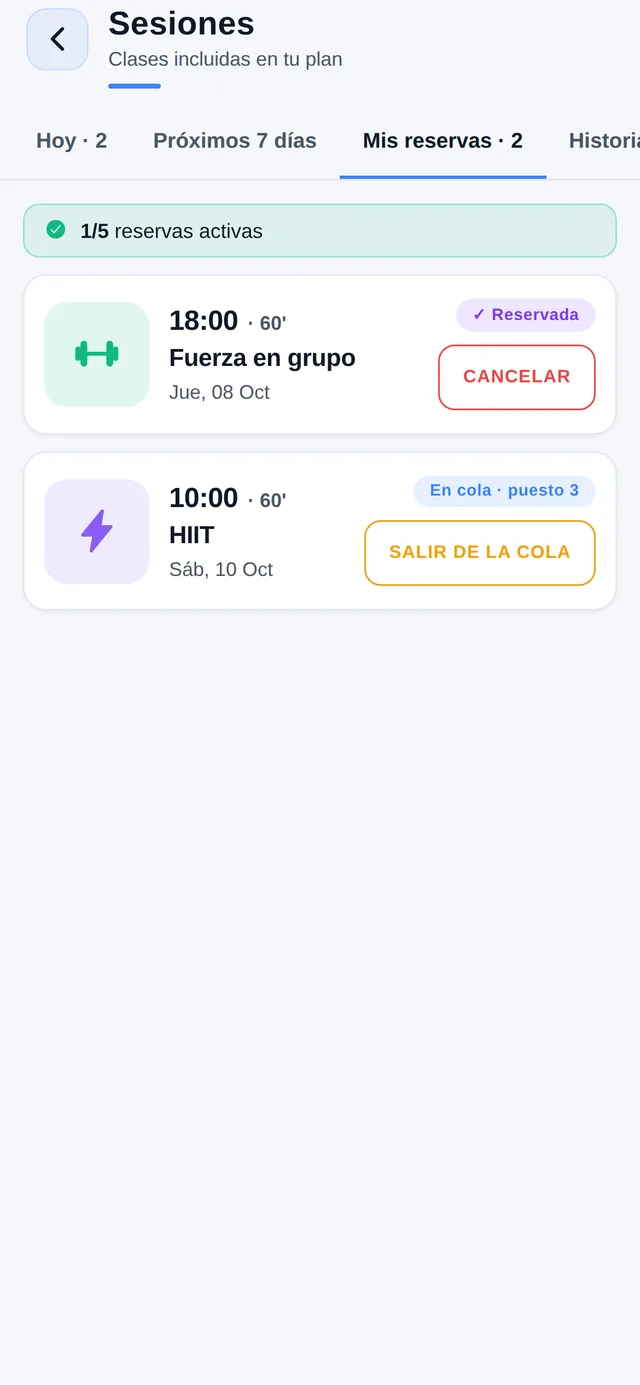 Sesiones
Clases incluidas en tu plan
Hoy · 2 Próximos 7 días Mis reservas · 2 Historia
1/5 reservas activas
18:00 · 60'
✓ Reservada
Fuerza en grupo
CANCELAR
Jue, 08 Oct
10:00 · 60'
En cola · puesto 3
HIIT
SALIR DE LA COLA
Sáb, 10 Oct